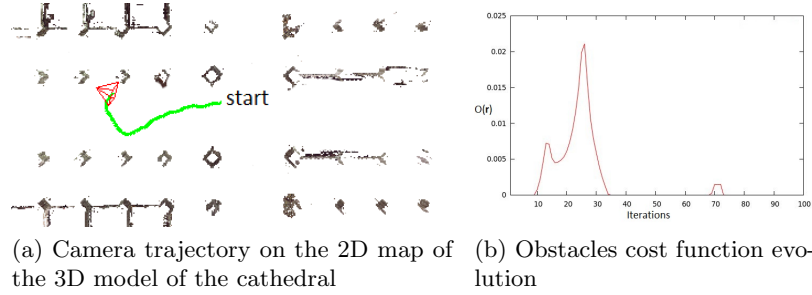 start
0.025
0.02
0.015
O(r)
0.01
0.005
0
10 20 30 40 50 60 70 80 90 100
Iterations
(a) Camera trajectory on the 2D map of
the 3D model of the cathedral
(b) Obstacles cost function evo-
lution